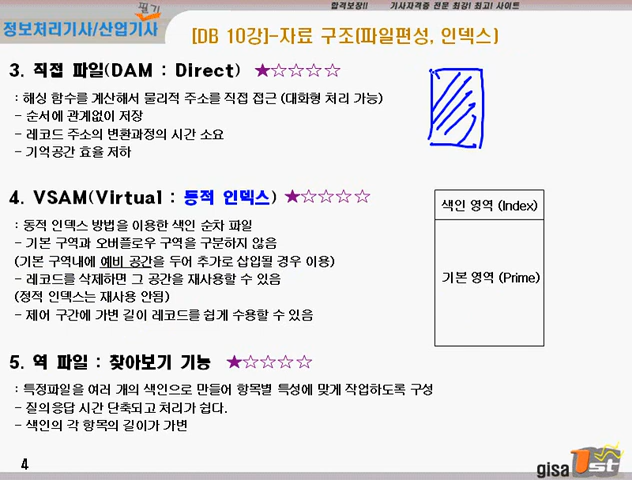 합격보장!! 기사자격증 전문 최강! 최고! 사이트
필기
정보처리기사/산업기사
[DB 10강]-자료 구조(파일편성, 인덱스)
3. 직접 파일(DAM : Direct) ★☆☆☆☆
: 해싱 함수를 계산해서 물리적 주소를 직접 접근 (대화형 처리 가능)
- 순서에 관계없이 저장
- 레코드 주소의 변환과정의 시간 소요
- 기억공간 효율 저하
4. VSAM(Virtual : 동적 인덱스) ★☆☆☆☆
: 동적 인덱스 방법을 이용한 색인 순차 파일
- 기본 구역과 오버플로우 구역을 구분하지 않음
(기본 구역내에 예비 공간을 두어 추가로 삽입될 경우 이용)
- 레코드를 삭제하면 그 공간을 재사용할 수 있음
(정적 인덱스는 재사용 안됨)
- 제어 구간에 가변 길이 레코드를 쉽게 수용할 수 있음
색인 영역 (Index)
기본 영역 (Prime)
5. 역 파일 : 찾아보기 기능 ★☆☆☆☆
: 특정파일을 여러 개의 색인으로 만들어 항목별 특성에 맞게 작업하도록 구성
- 질의응답 시간 단축되고 처리가 쉽다.
- 색인의 각 항목의 길이가 가변
4
gisa 1st